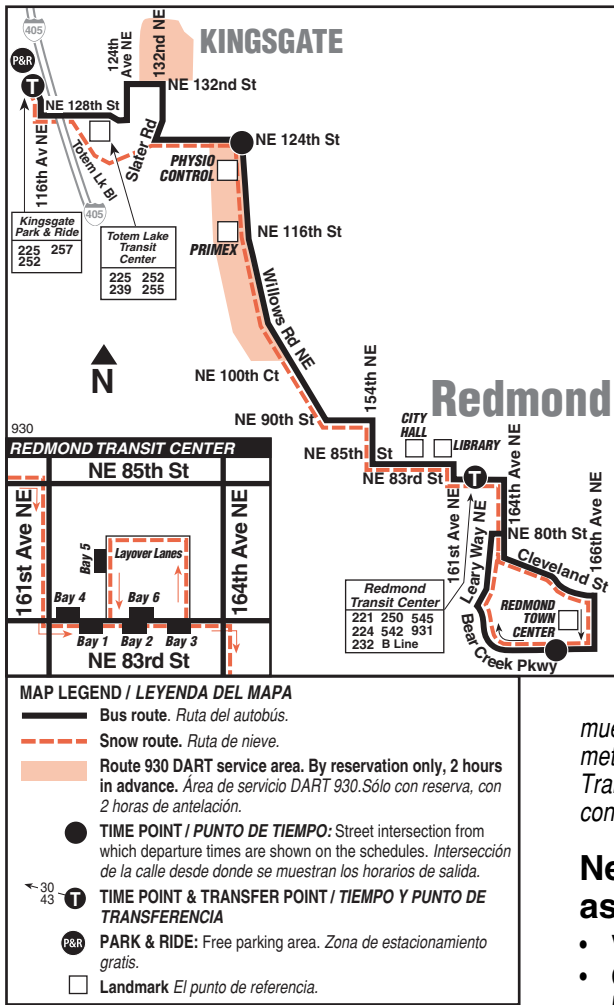 405
KINGSGATE
P&R
T
124th
Ave NE
132nd NE
NE 132nd St
NE 128th St
Slater Rd
NE 124th St
116th Av NE
Totem Lk Bl
405
PHYSIO
CONTROL
Kingsgate
Park & Ride
225 257
252
Totem Lake
Transit
Center
225 252
239 255
PRIMEX
NE 116th St
Willows Rd NE
N
NE 100th Ct
154th NE
Redmond
NE 90th St
CITY
HALL
LIBRARY
NE 85th St
NE 83rd St
T
161st Ave NE
Leary Way NE
164th Ave NE
166th Ave NE
NE 80th St
Cleveland St
REDMOND
TOWN
CENTER
Bear Creek Pkwy
Redmond
Transit Center
221 250 545
224 542 931
232 B Line
930
REDMOND TRANSIT CENTER
NE 85th St
161st Ave NE
164th Ave NE
Bay 5
Layover Lanes
Bay 4
Bay 6
Bay 1
Bay 2
Bay 3
NE 83rd St
MAP LEGEND / LEYENDA DEL MAPA
Bus route. Ruta del autobús.
Snow route. Ruta de nieve.
Route 930 DART service area. By reservation only, 2 hours
in advance. Área de servicio DART 930.Sólo con reserva, con
2 horas de antelación.
TIME POINT / PUNTO DE TIEMPO: Street intersection from
which departure times are shown on the schedules. Intersección
de la calle desde donde se muestran los horarios de salida.
30
43
T
TIME POINT & TRANSFER POINT / TIEMPO Y PUNTO DE
TRANSFERENCIA
P&R
PARK & RIDE: Free parking area. Zona de estacionamiento
gratis.
Landmark El punto de referencia.
mue
met
Tra
con
Ne
as